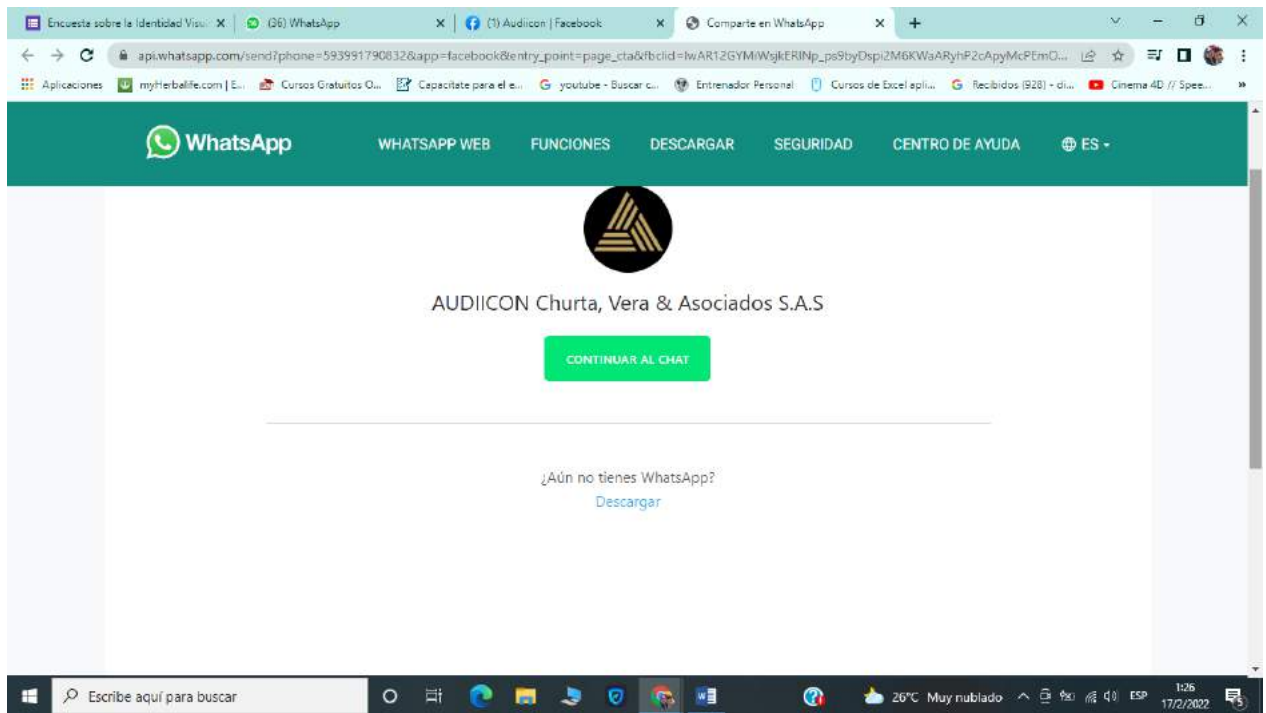 Encuesta sobre la Identidad Visu
(36) WhatsApp
(1) Audiicon | Facebook
Comparte en WhatsApp
api.whatsapp.com/send?phone=593991790832&app=facebook&entry_point=page_cta&fbclid=
Aplicaciones
myHerbalife.com | E...
Cursos Gratuitos O...
Capacitate para el e...
youtube - Buscar c...
Entrenador Personal
Cursos de Excel apli...
Recibidos (928) - di...
Cinema 4D // Spee...
WhatsApp
WHATSAPP WEB
FUNCIONES
DESCARGAR
SEGURIDAD
CENTRO DE AYUDA
ES
AUDIICON Churta, Vera & Asociados S.A.S
CONTINUAR AL CHAT
¿Aún no tienes WhatsApp?
Descargar
Escribe aquí para buscar
26°C Muy nublado
ESP
1:26
17/2/2022
5